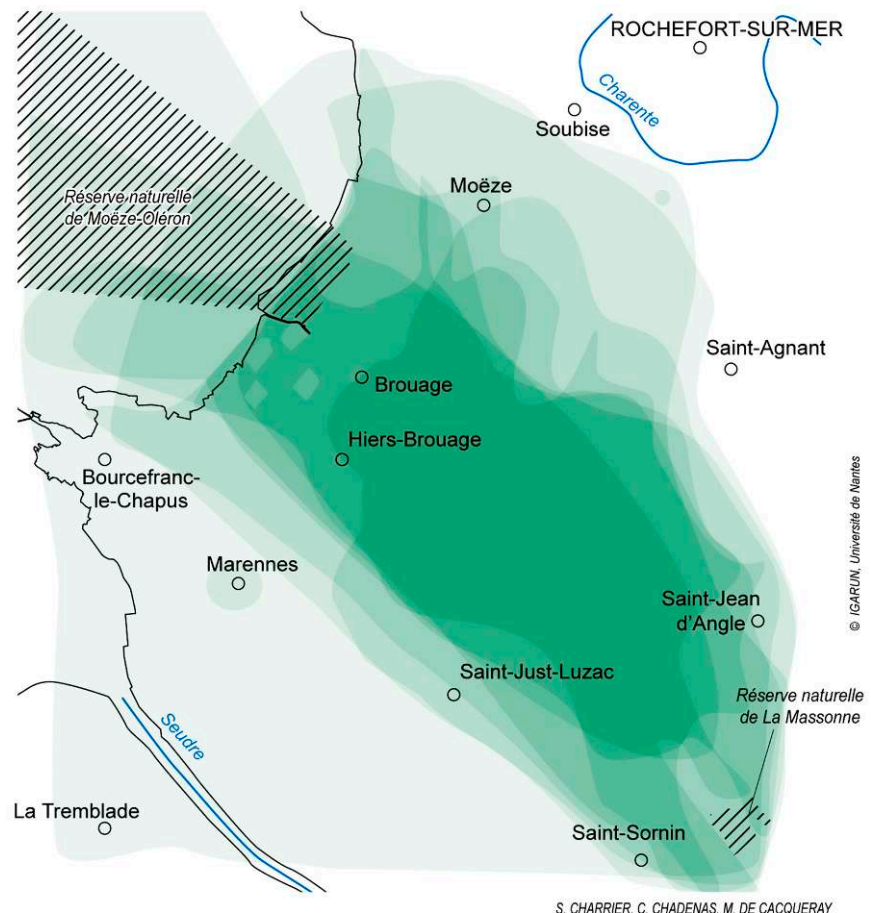 ROCHEFORT-SUR-MER
Charente
Soubise
Réserve naturelle
de Moëze-Oléron
Moëze
Saint-Agnant
Brouage
Hiers-Brouage
Bourcefranc-
le-Chapus
© IGARUN, Université de Nantes
Marennes
Saint-Jean
d'Angle
Saint-Just-Luzac
Réserve naturelle
de La Massonne
Seudre
La Tremblade
Saint-Sornin
S. CHARRIER, C. CHADENAS, M. DE CACQUERAY